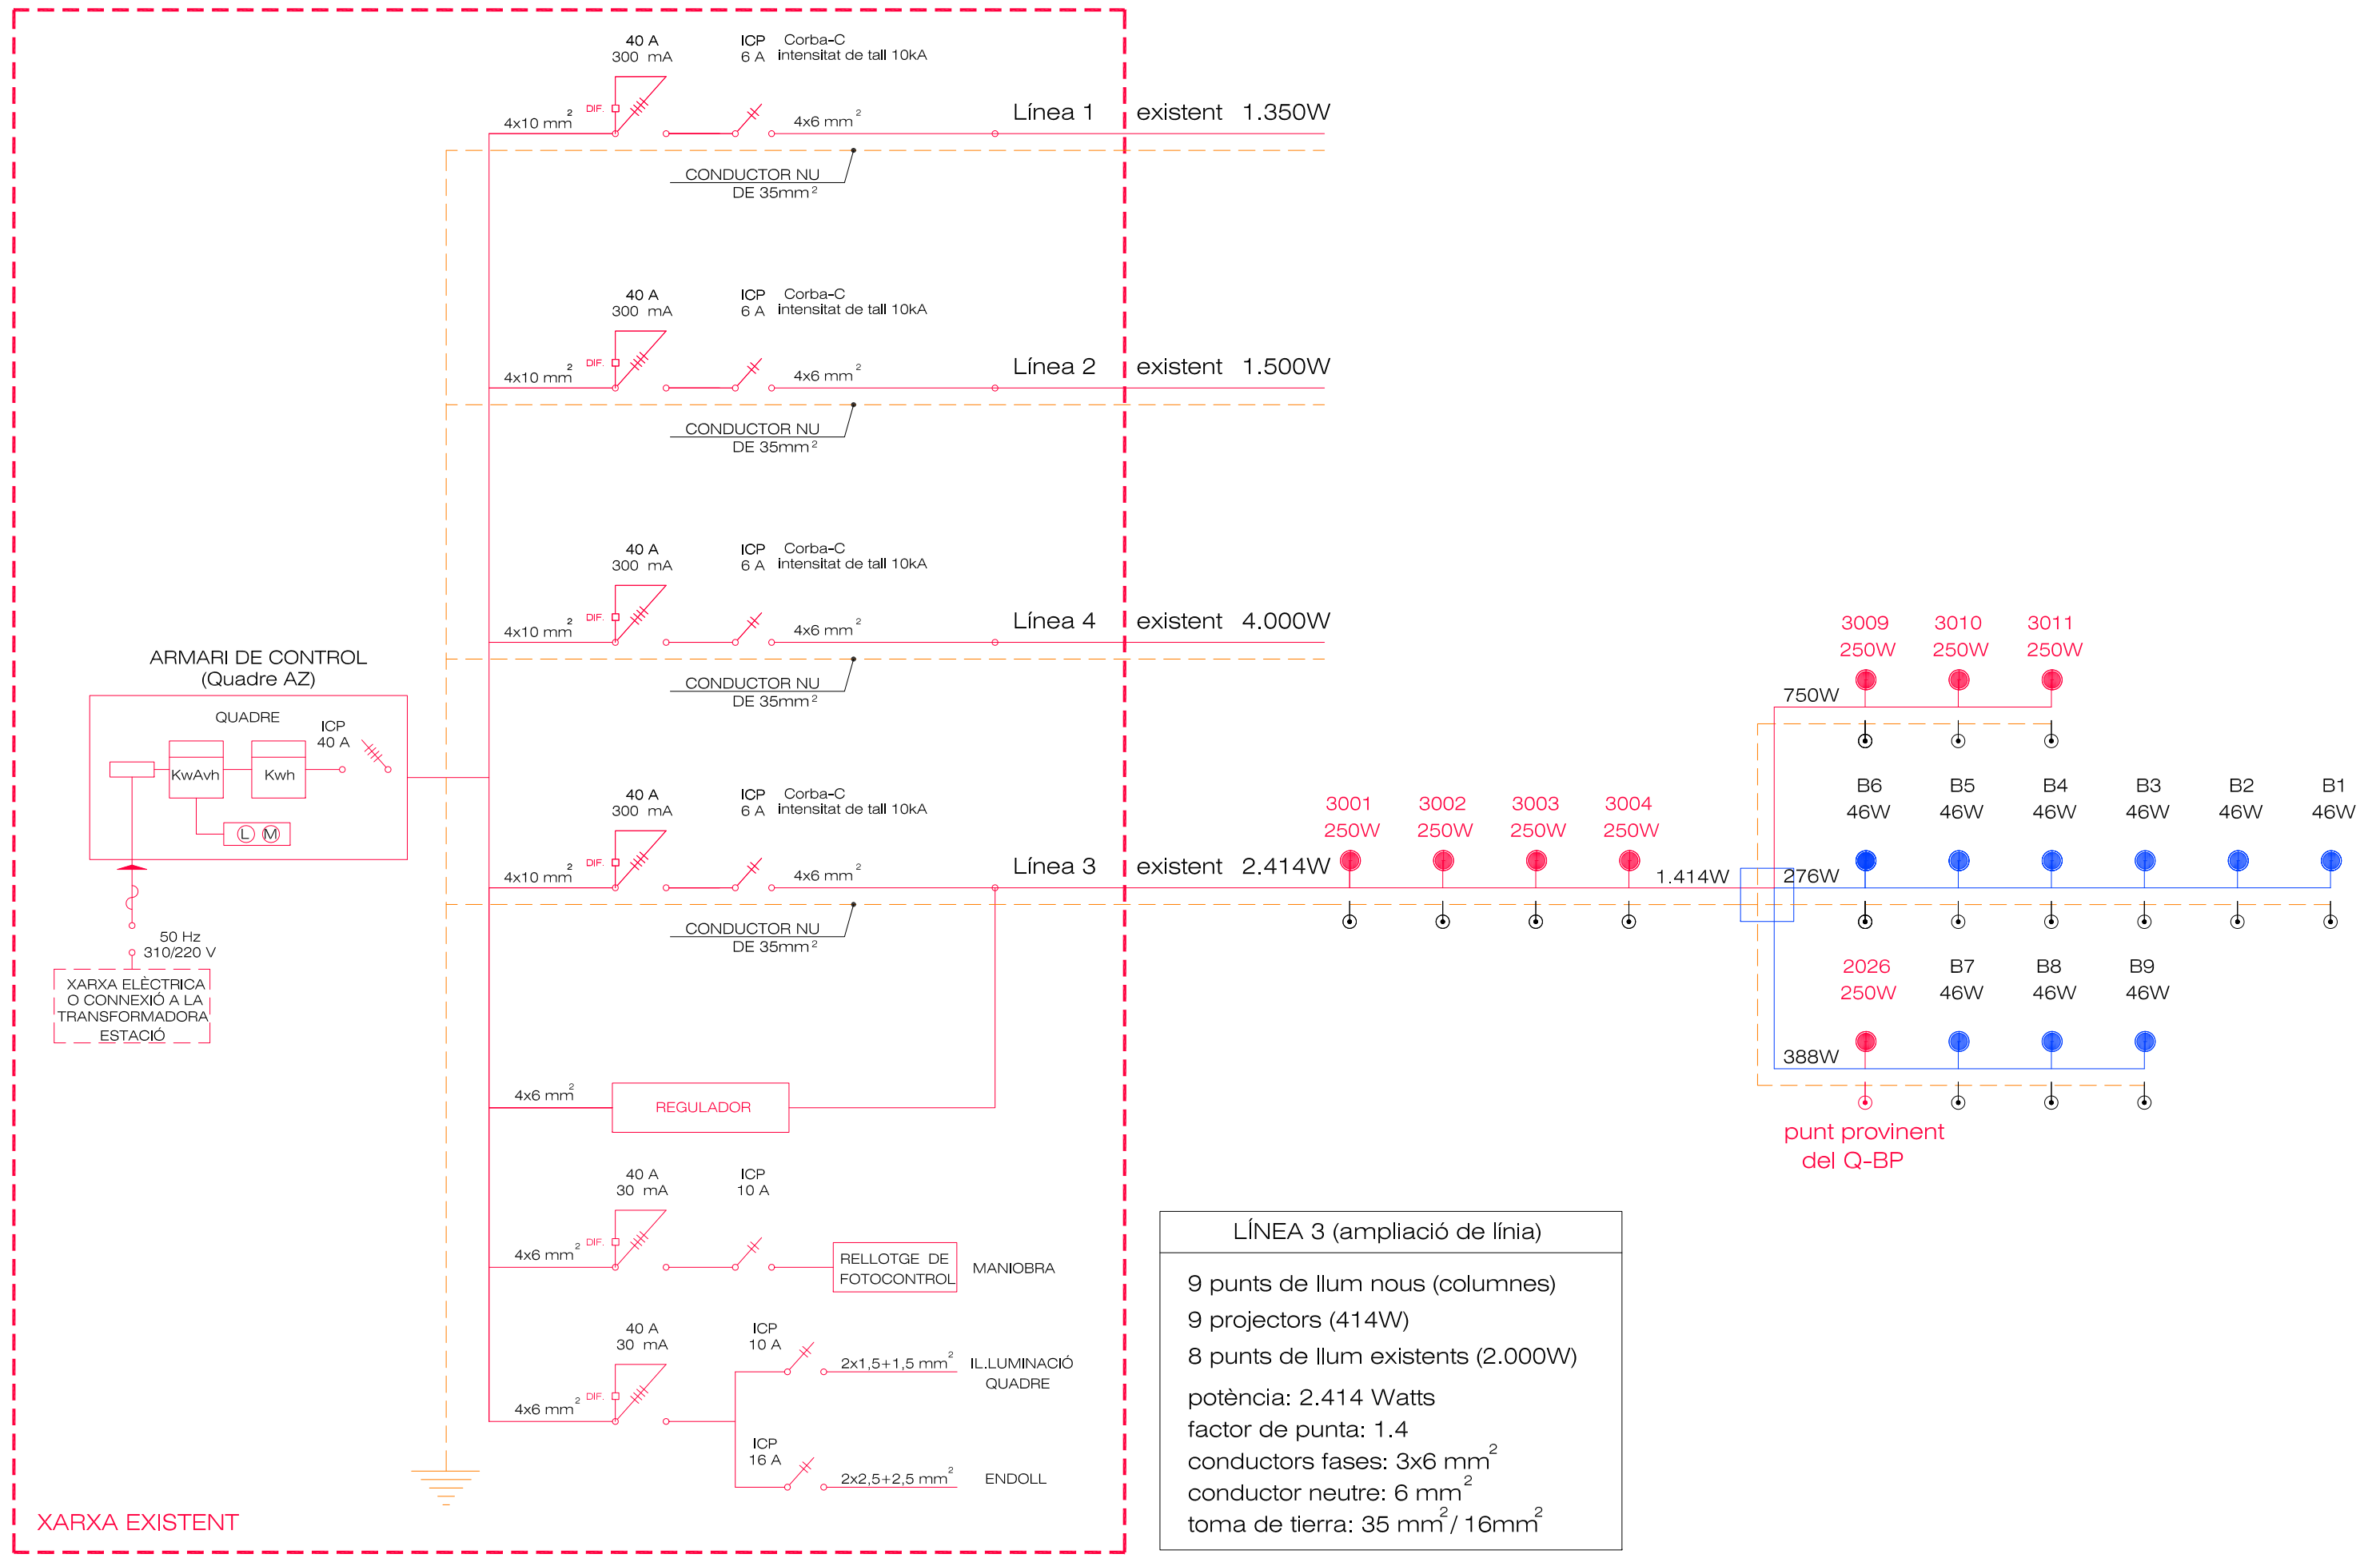 40 A
300 mA
ICP
6 A
Corba-C
intensitat de tall 10kA
DIF.
4x10 mm²
4x6 mm²
Línea 1
existent 1.350W
CONDUCTOR NU
DE 35mm²
40 A
300 mA
ICP
6 A
Corba-C
intensitat de tall 10kA
DIF.
4x10 mm²
4x6 mm²
Línea 2
existent 1.500W
CONDUCTOR NU
DE 35mm²
40 A
300 mA
ICP
6 A
Corba-C
intensitat de tall 10kA
DIF.
4x10 mm²
4x6 mm²
Línea 4
existent 4.000W
CONDUCTOR NU
DE 35mm²
ARMARI DE CONTROL
(Quadre AZ)
QUADRE
ICP
40 A
KwAvh
Kwh
L M
50 Hz
310/220 V
XARXA ELÈCTRICA
O CONNEXIÓ A LA
TRANSFORMADORA
ESTACIÓ
40 A
300 mA
ICP
6 A
Corba-C
intensitat de tall 10kA
DIF.
4x10 mm²
4x6 mm²
Línea 3
existent 2.414W
CONDUCTOR NU
DE 35mm²
3001
250W
3002
250W
3003
250W
3004
250W
1.414W
3009
250W
3010
250W
3011
250W
750W
B6
46W
B5
46W
B4
46W
B3
46W
B2
46W
B1
46W
276W
2026
250W
B7
46W
B8
46W
B9
46W
388W
punt provinent
del Q-BP
4x6 mm²
REGULADOR
40 A
30 mA
ICP
10 A
DIF.
4x6 mm²
RELLOTGE DE
FOTOCONTROL
MANIOBRA
40 A
30 mA
ICP
10 A
DIF.
4x6 mm²
2x1,5+1,5 mm²
IL.LUMINACIÓ
QUADRE
ICP
16 A
2x2,5+2,5 mm²
ENDOLL
XARXA EXISTENT
LÍNEA 3 (ampliació de línia)
9 punts de llum nous (columnes)
9 projectors (414W)
8 punts de llum existents (2.000W)
potència: 2.414 Watts
factor de punta: 1.4
conductors fases: 3x6 mm²
conductor neutre: 6 mm²
toma de tierra: 35 mm²/ 16mm²